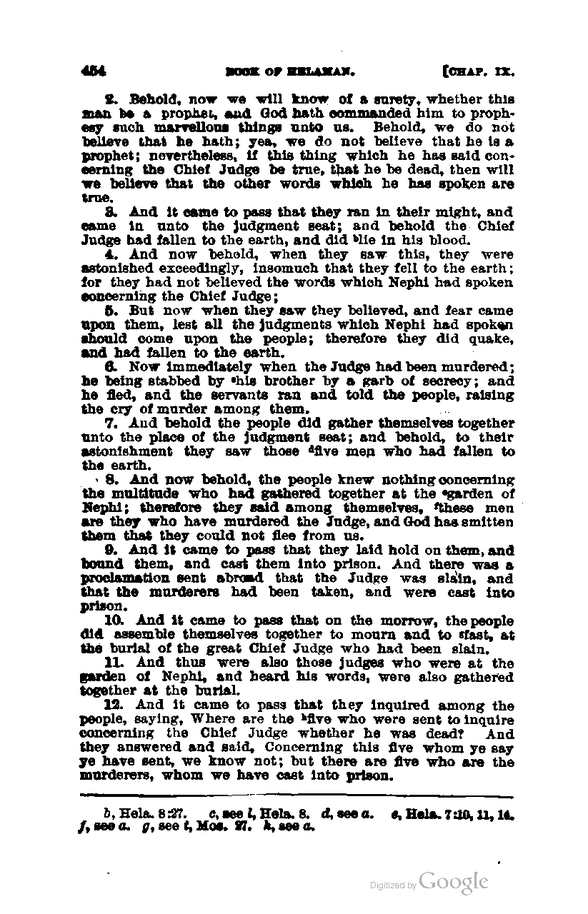 454 BOOK OF HELAMAN. [CHAP. IX.
2. Behold, now we will know of a surety, whether this
man be a prophet, and God hath commanded him to proph-
esy such marvellous things unto us. Behold, we do not
believe that he hath; yea, we do not believe that he is a
prophet; nevertheless, if this thing which he has said con-
cerning the Chief Judge be true, that he be dead, then will
we believe that the other words which he has spoken are
true.
3. And it came to pass that they ran in their might, and
came in unto the judgment seat; and behold the Chief
Judge had fallen to the earth, and did blie in his blood.
4. And now behold, when they saw this, they were
astonished exceedingly, insomuch that they fell to the earth;
for they had not believed the words which Nephi had spoken
concerning the Chief Judge;
5. But now when they saw they believed, and fear came
upon them, lest all the judgments which Nephi had spoken
should come upon the people; therefore they did quake,
and had fallen to the earth.
6. Now immediately when the Judge had been murdered;
he being stabbed by chis brother by a garb of secrecy; and
he fled, and the servants ran and told the people, raising
the cry of murder among them.
7. And behold the people did gather themselves together
unto the place of the judgment seat; and behold, to their
astonishment they saw those dfive men who had fallen to
the earth.
8. And now behold, the people knew nothing concerning
the multitude who had gathered together at the egarden of
Nephi; therefore they said among themselves, fthese men
are they who have murdered the Judge, and God has smitten
them that they could not flee from us.
9. And it came to pass that they laid hold on them, and
bound them, and cast them into prison. And there was a
proclamation sent abroad that the Judge was slain, and
that the murderers had been taken, and were cast into
prison.
10. And it came to pass that on the morrow, the people
did assemble themselves together to mourn and to gfast, at
the burial of the great Chief Judge who had been slain.
11. And thus were also those judges who were at the
garden of Nephi, and heard his words, were also gathered
together at the burial.
12. And it came to pass that they inquired among the
people, saying, Where are the hfive who were sent to inquire
concerning the Chief Judge whether he was dead? And
they answered and said, Concerning this five whom ye say
ye have sent, we know not; but there are five who are the
murderers, whom we have cast into prison.
b, Hela. 8:27. c, see l, Hela. 8. d, see a. e, Hela. 7:10, 11, 14.
f, see a. g, see t, Mos. 27. h, see a.
Digitized by Google